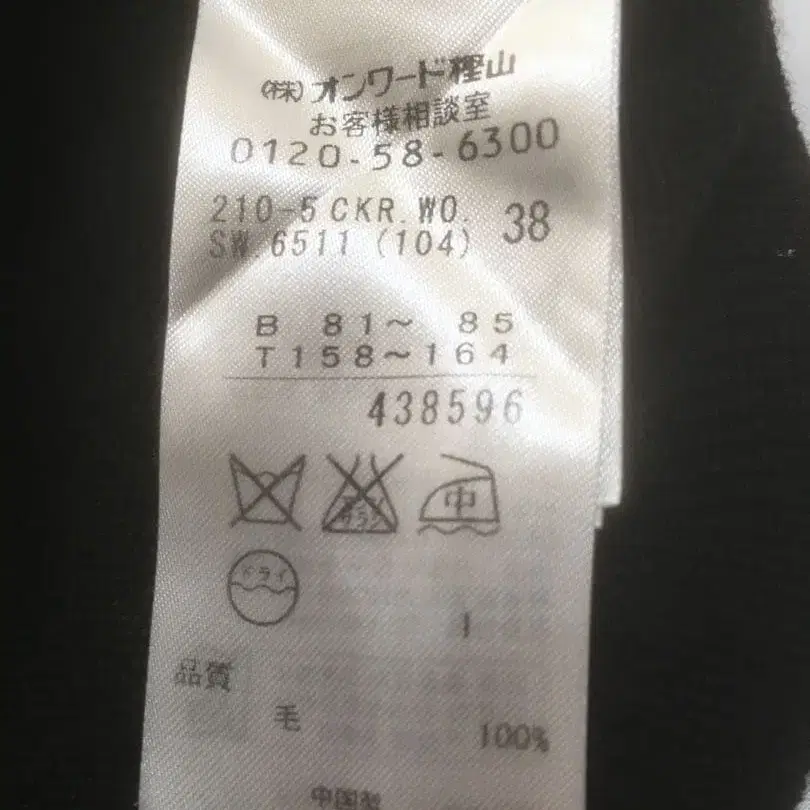 (株)オンワード樫山
お客様相談室
0120-58-6300
210-5 CKR.WO. 38
SW.6511 (104)
B 81～ 85
T158～164
438596
中
ドライ
品質
毛 100%
中国製